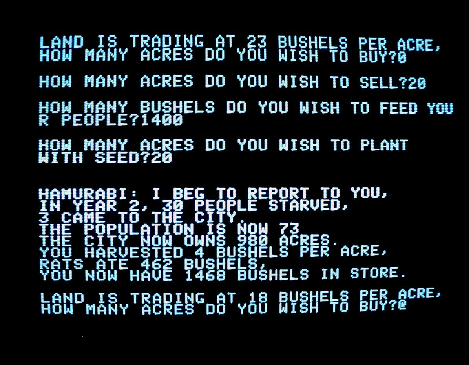 LAND IS TRADING AT 23 BUSHELS PER ACRE,
HOW MANY ACRES DO YOU WISH TO BUY?0
HOW MANY ACRES DO YOU WISH TO SELL?20
HOW MANY BUSHELS DO YOU WISH TO FEED YOU
R PEOPLE?1400
HOW MANY ACRES DO YOU WISH TO PLANT
WITH SEED?20
HAMURABI: I BEG TO REPORT TO YOU,
IN YEAR 2, 30 PEOPLE STARVED,
3 CAME TO THE CITY.
THE POPULATION IS NOW 73
THE CITY NOW OWNS 980 ACRES.
YOU HARVESTED 4 BUSHELS PER ACRE,
RATS ATE 462 BUSHELS,
YOU NOW HAVE 1468 BUSHELS IN STORE.
LAND IS TRADING AT 18 BUSHELS PER ACRE,
HOW MANY ACRES DO YOU WISH TO BUY?@